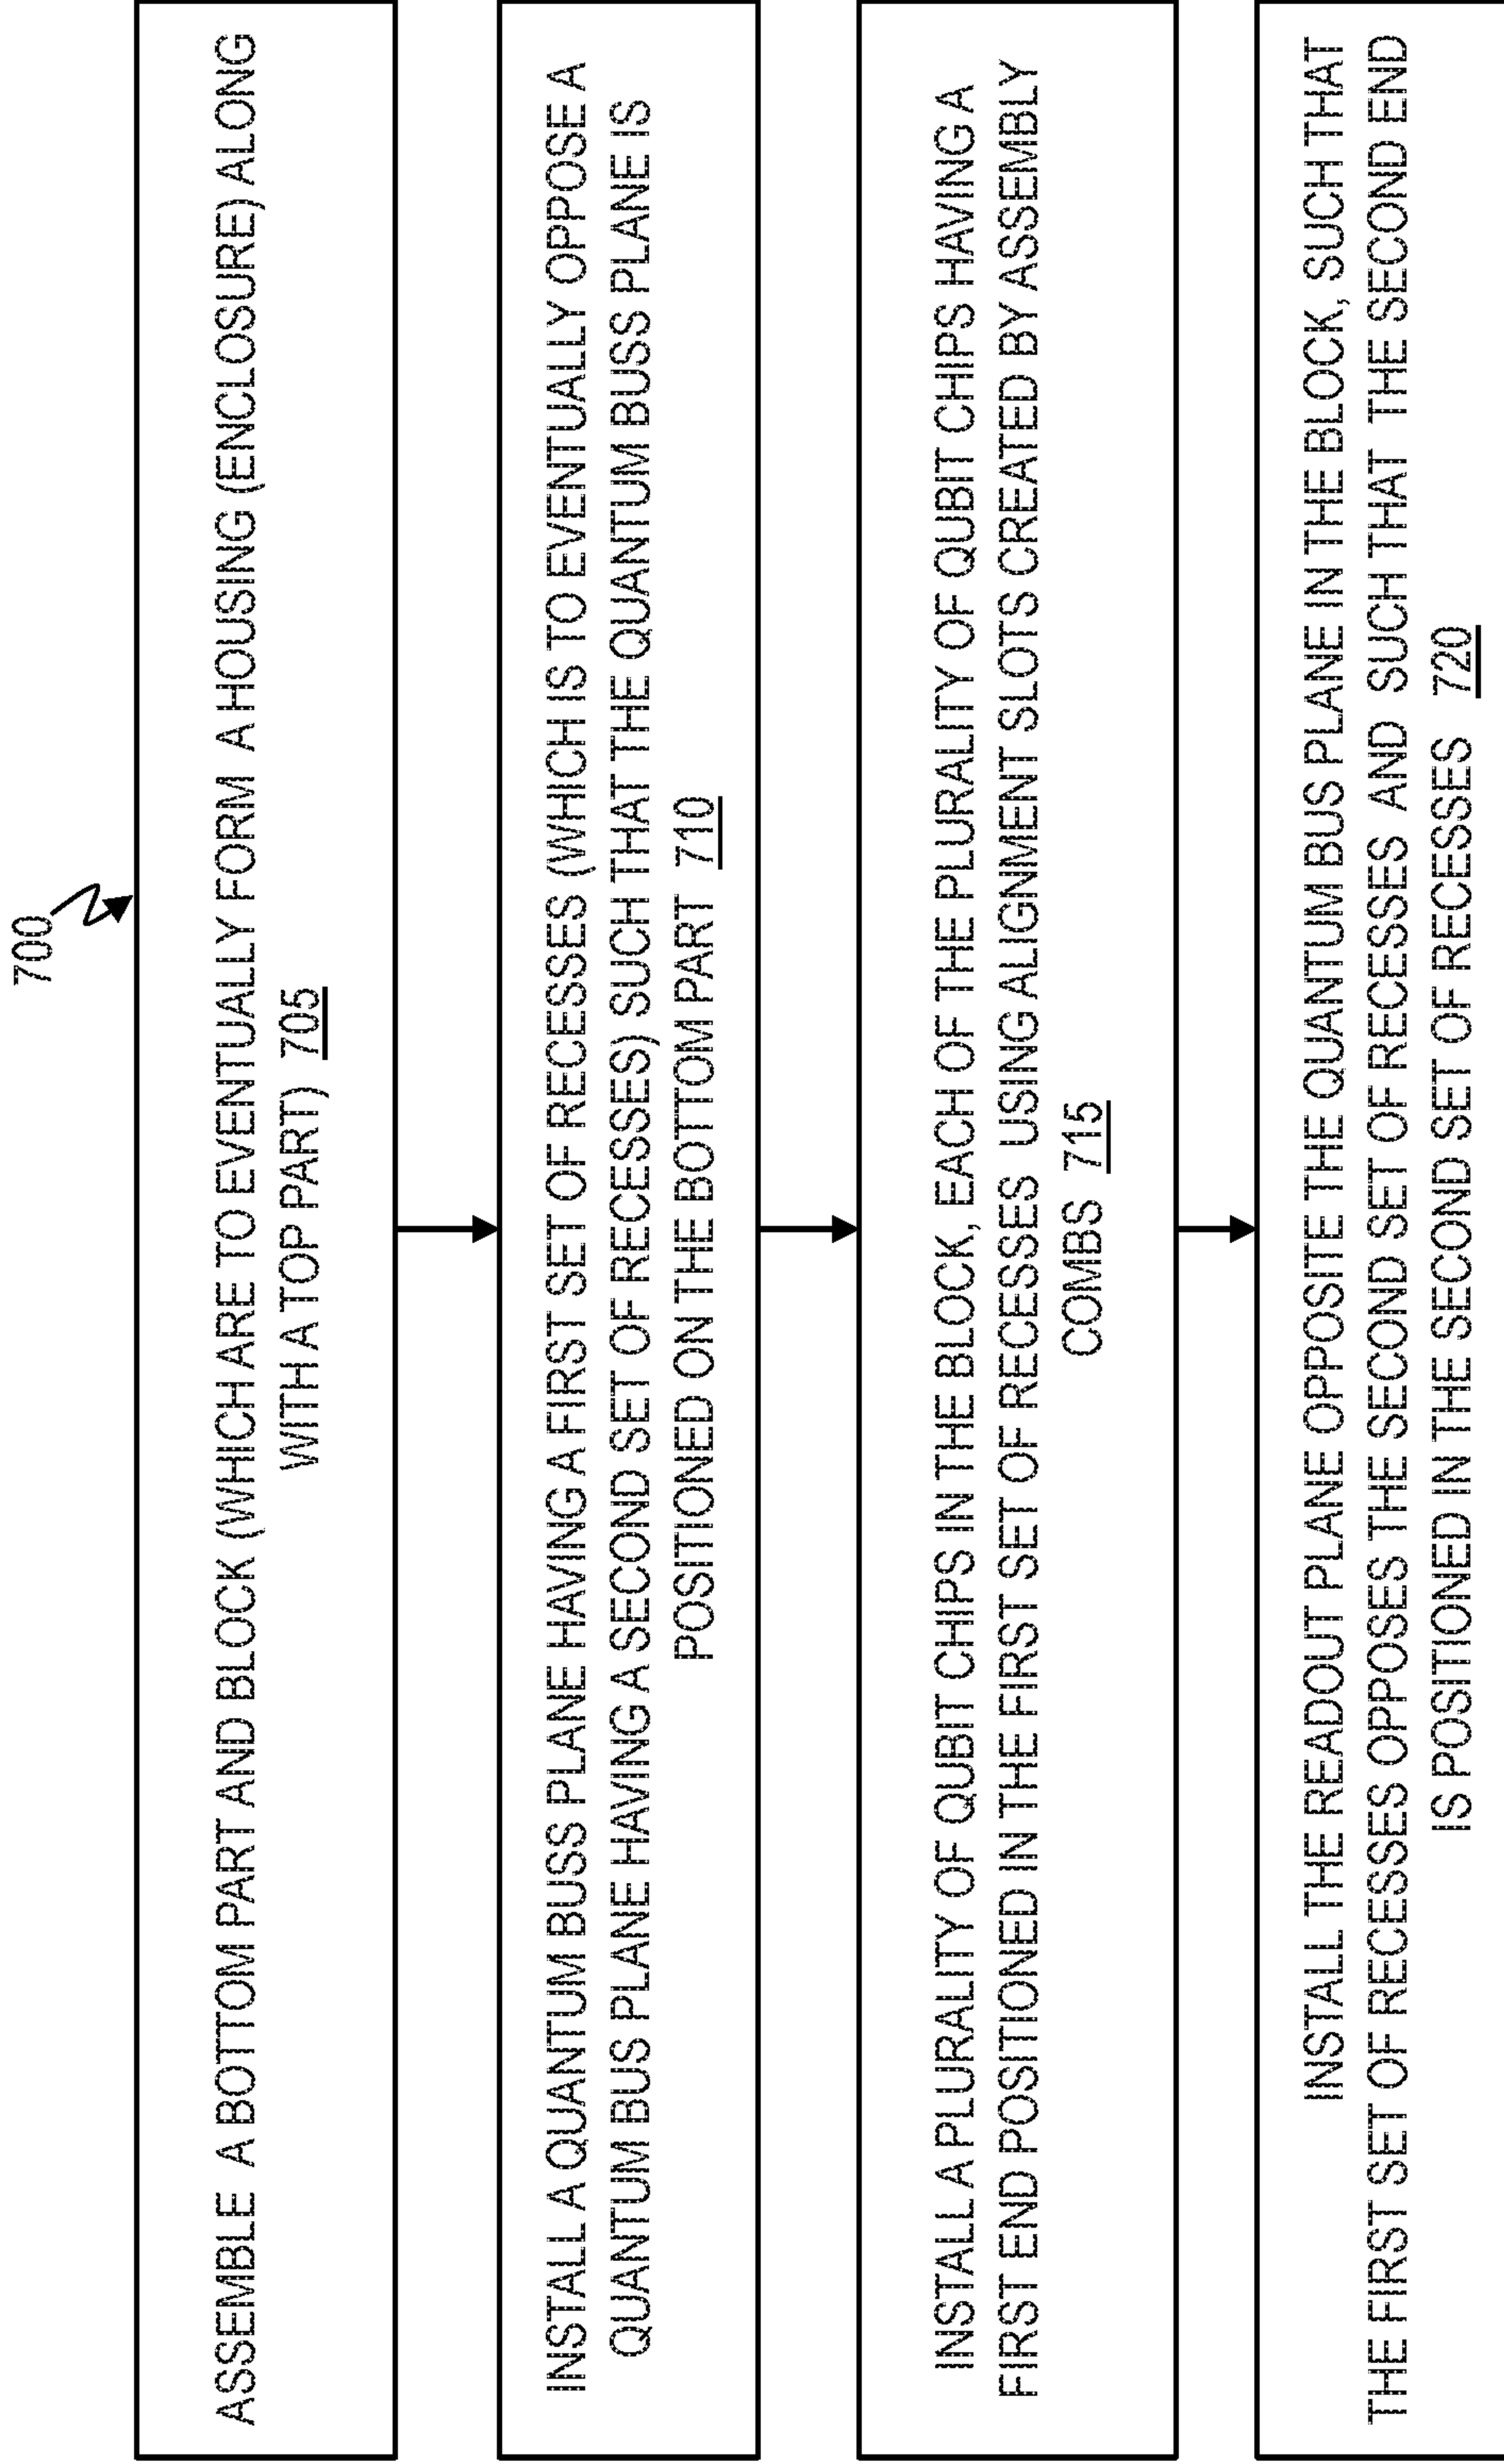 700
ASSEMBLE A BOTTOM PART AND BLOCK (WHICH ARE TO EVENTUALLY FORM A HOUSING (ENCLOSURE) ALONG
WITH A TOP PART) 705
INSTALL A QUANTUM BUSS PLANE HAVING A FIRST SET OF RECESSES (WHICH IS TO EVENTUALLY OPPOSE A
QUANTUM BUS PLANE HAVING A SECOND SET OF RECESSES) SUCH THAT THE QUANTUM BUSS PLANE IS
POSITIONED ON THE BOTTOM PART 710
INSTALL A PLURALITY OF QUBIT CHIPS IN THE BLOCK, EACH OF THE PLURALITY OF QUBIT CHIPS HAVING A
FIRST END POSITIONED IN THE FIRST SET OF RECESSES USING ALIGNMENT SLOTS CREATED BY ASSEMBLY
COMBS 715
INSTALL THE READOUT PLANE OPPOSITE THE QUANTUM BUS PLANE IN THE BLOCK, SUCH THAT
THE FIRST SET OF RECESSES OPPOSES THE SECOND SET OF RECESSES AND SUCH THAT THE SECOND END
IS POSITIONED IN THE SECOND SET OF RECESSES 720